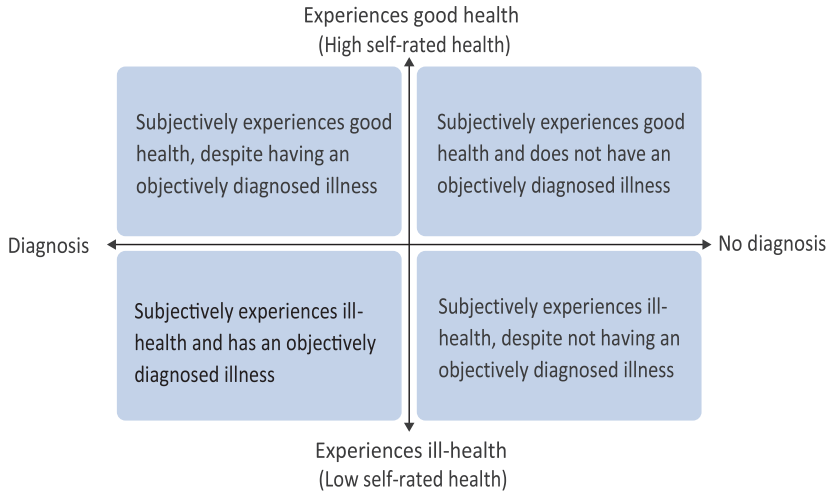 Experiences good health
(High self-rated health)
Subjectively experiences good
health, despite having an
objectively diagnosed illness
Subjectively experiences good
health and does not have an
objectively diagnosed illness
Diagnosis
No diagnosis
Subjectively experiences ill-
health and has an objectively
diagnosed illness
Subjectively experiences ill-
health, despite not having an
objectively diagnosed illness
Experiences ill-health
(Low self-rated health)